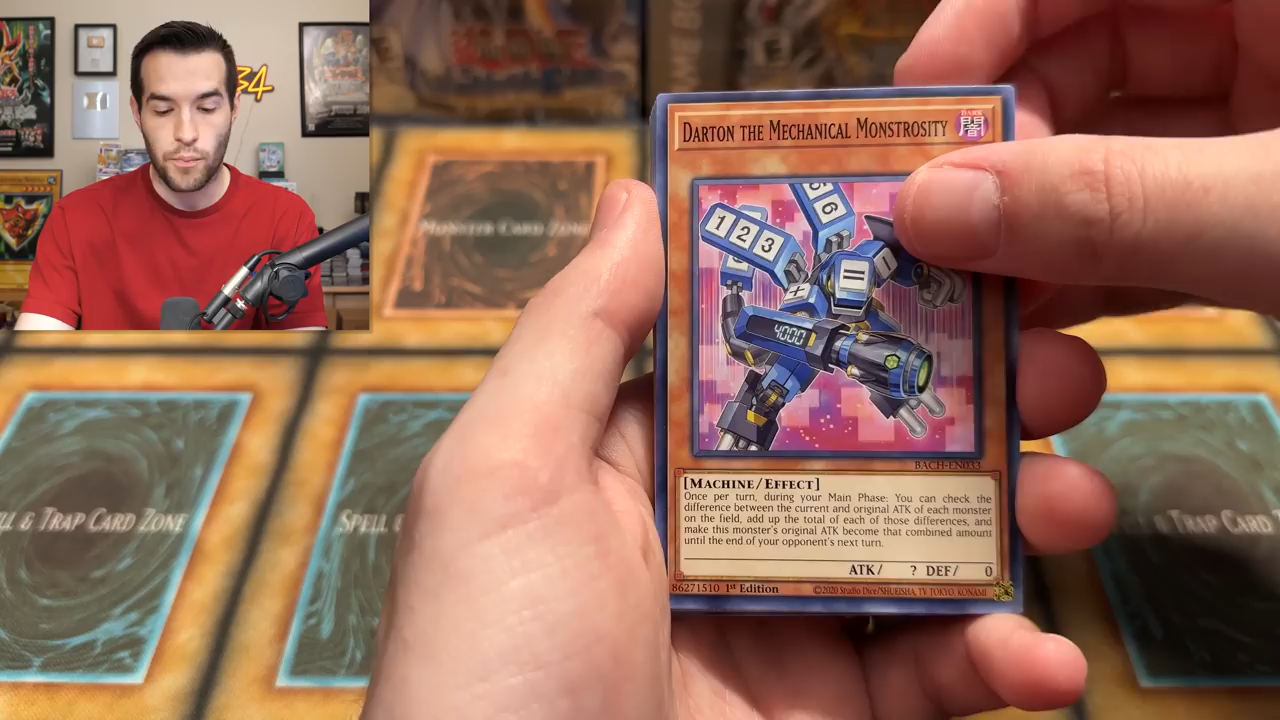 34
MONSTER CARD ZONE
DARTON THE MECHANICAL MONSTROSITY
DARK
闇
1 2 3
6
=
+
4000
BACH-EN033
[MACHINE/EFFECT]
Once per turn, during your Main Phase: You can check the
difference between the current and original ATK of each monster
on the field, add up the total of each of those differences, and
make this monster's original ATK become that combined amount
until the end of your opponent's next turn.
ATK/ ? DEF/ 0
86271510 1st Edition ©2020 Studio Dice/SHUEISHA, TV TOKYO, KONAMI
LL & TRAP CARD ZONE
SPELL &
TRAP CARD